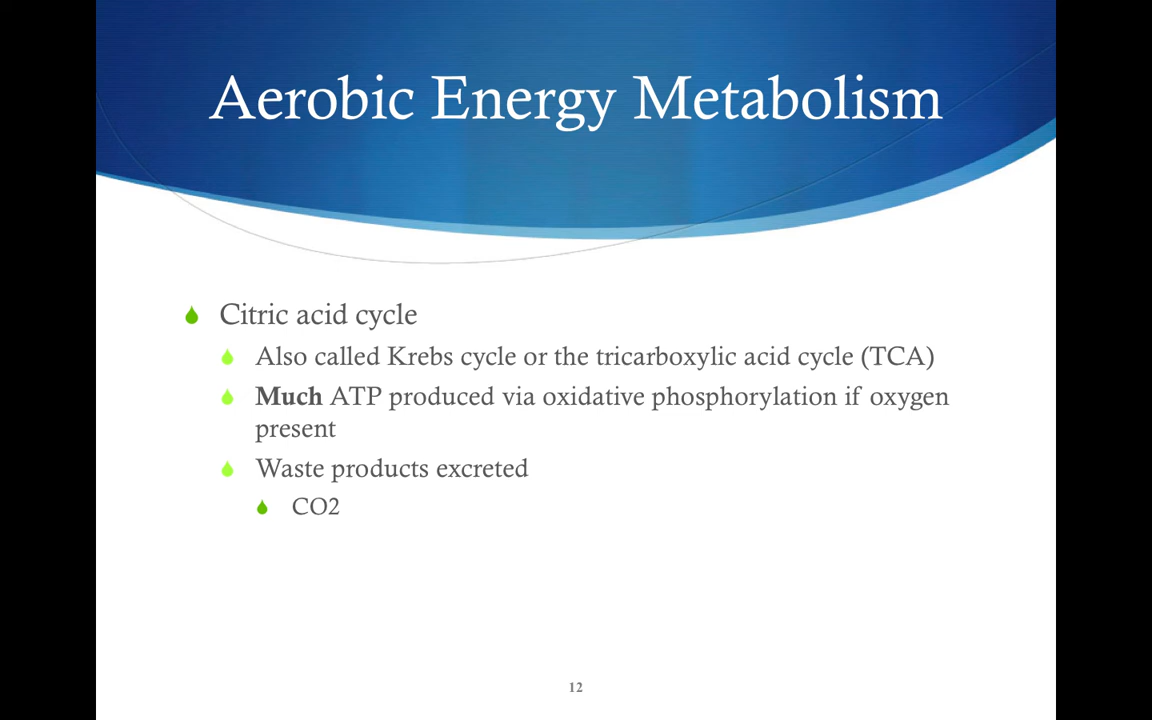 Aerobic Energy Metabolism
Citric acid cycle
Also called Krebs cycle or the tricarboxylic acid cycle (TCA)
Much ATP produced via oxidative phosphorylation if oxygen
present
Waste products excreted
CO2
12